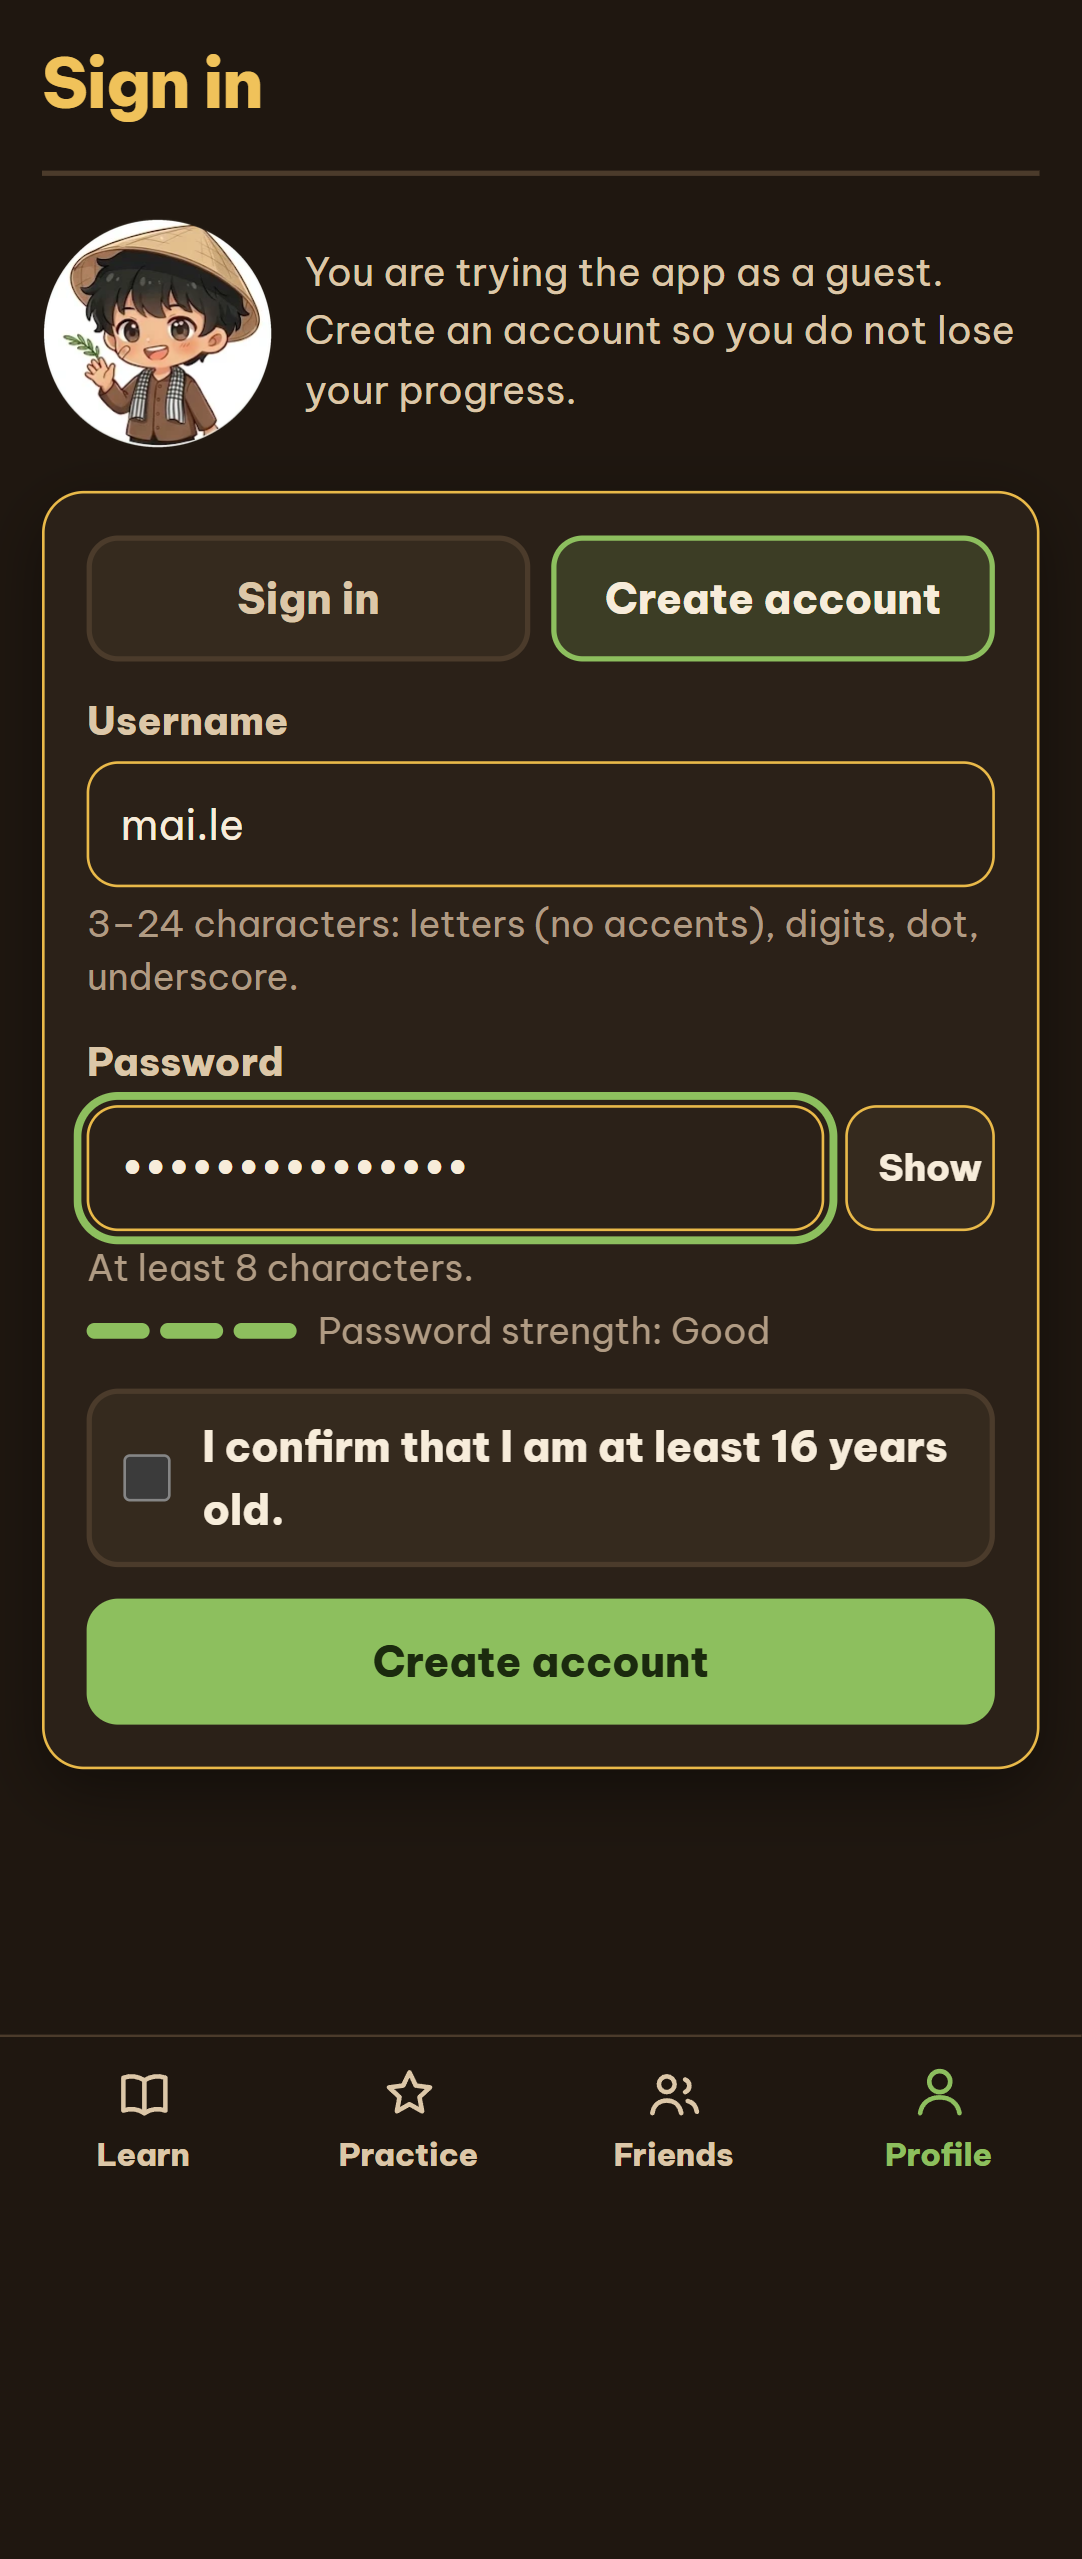 Sign in
You are trying the app as a guest.
Create an account so you do not lose
your progress.
Sign in
Create account
Username
mai.le
3–24 characters: letters (no accents), digits, dot,
underscore.
Password
•••••••••••••••
Show
At least 8 characters.
Password strength: Good
I confirm that I am at least 16 years
old.
Create account
Learn
Practice
Friends
Profile